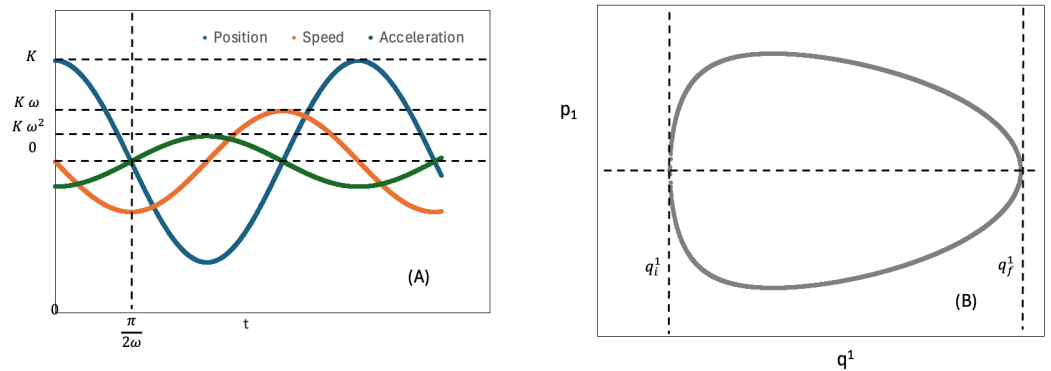 Position Speed Acceleration
K
K ω
K ω²
0
(A)
0
π
2ω
t
p₁
q¹ᵢ
q¹f
(B)
q¹